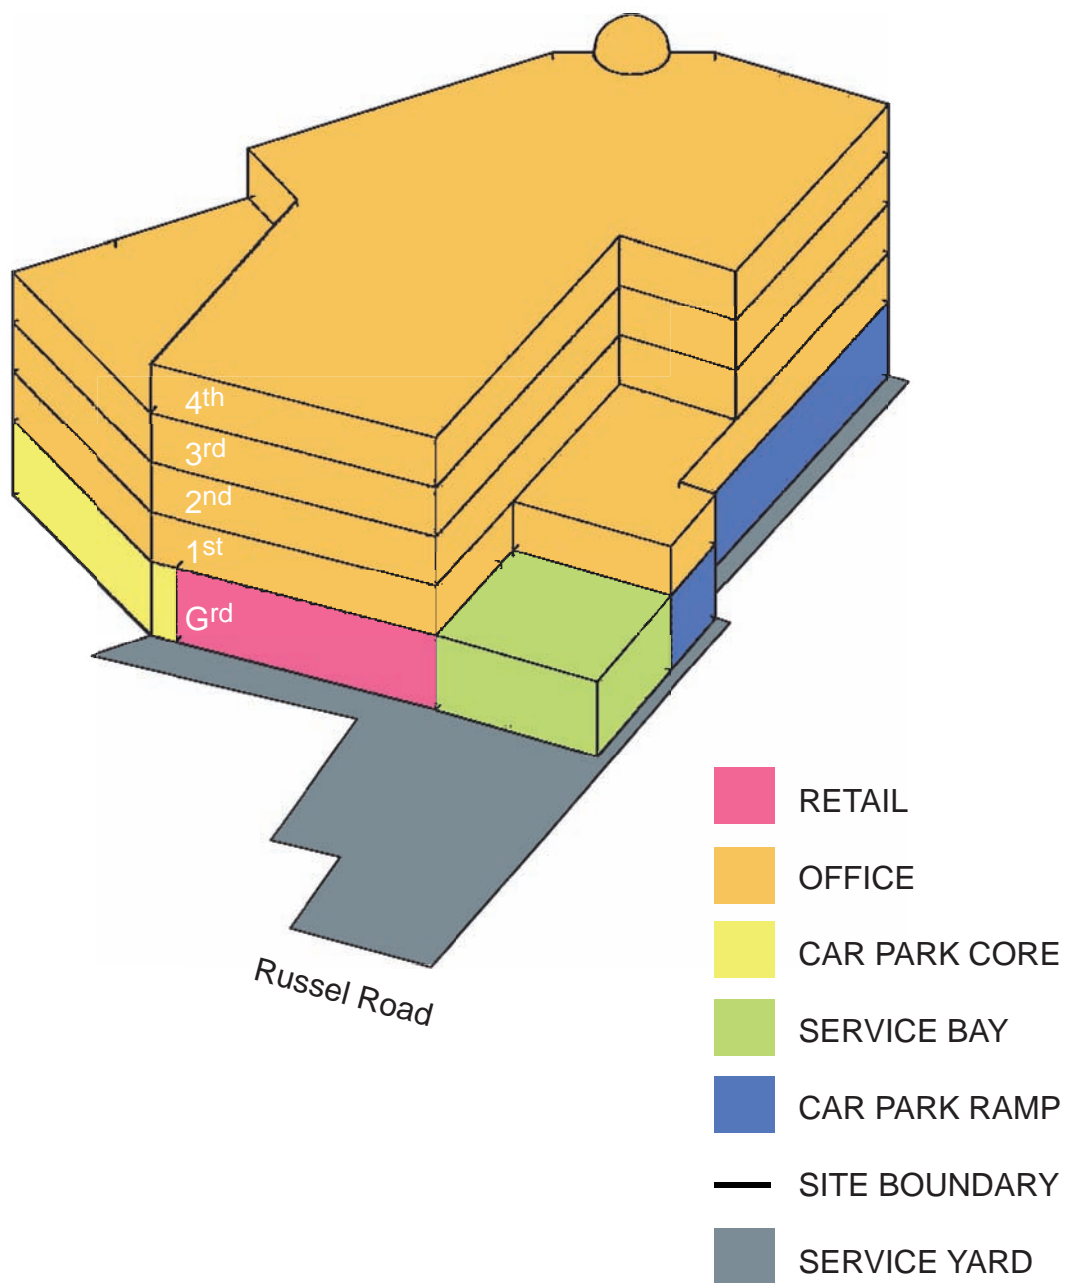 4th
3rd
2nd
1st
Grd
Russel Road
RETAIL
OFFICE
CAR PARK CORE
SERVICE BAY
CAR PARK RAMP
SITE BOUNDARY
SERVICE YARD